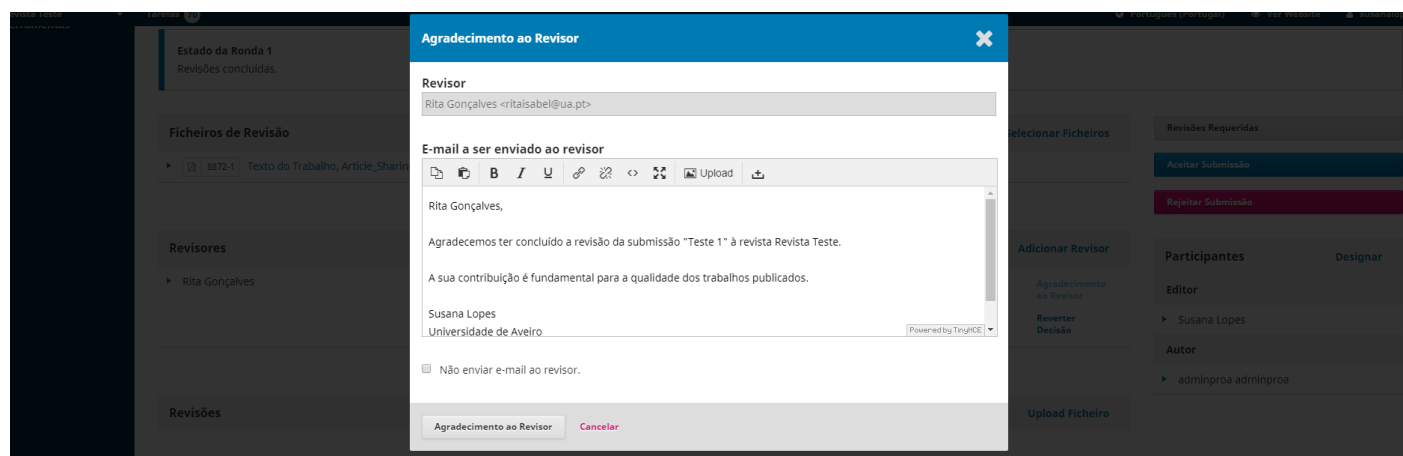 Revista Teste
Tarefas 70
Português (Portugal) Ver Website
Estado da Ronda 1
Revisões concluídas.
Agradecimento ao Revisor
Revisor
Rita Gonçalves <ritaisabel@ua.pt>
Ficheiros de Revisão
Selecionar Ficheiros
Revisões Requeridas
8872-1 Texto do Trabalho, Article_Sharin
Aceitar Submissão
Rejeitar Submissão
E-mail a ser enviado ao revisor
Upload
Rita Gonçalves,
Agradecemos ter concluído a revisão da submissão "Teste 1" à revista Revista Teste.
A sua contribuição é fundamental para a qualidade dos trabalhos publicados.
Susana Lopes
Universidade de Aveiro
Powered by TinyMCE
Não enviar e-mail ao revisor.
Agradecimento ao Revisor Cancelar
Revisores
Adicionar Revisor
Rita Gonçalves
Agradecimento
ao Revisor
Reverter
Decisão
Participantes Designar
Editor
Susana Lopes
Autor
adminproa adminproa
Revisões
Upload Ficheiro